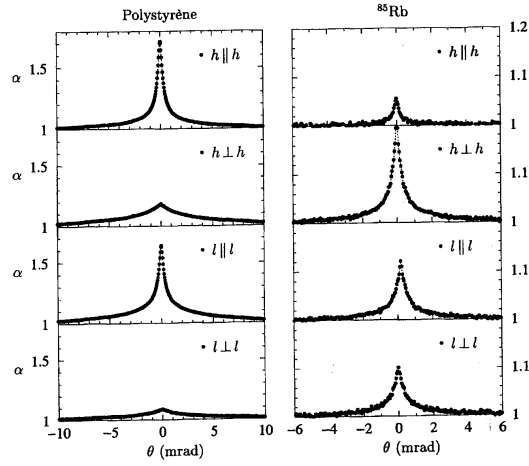 Polystyrène
⁸⁵Rb
1.5
α
1
h ∥ h
1.2
1.1
1
h ∥ h
1.5
α
1
h ⊥ h
1.1
1
h ⊥ h
1.5
α
1
l ∥ l
1.1
1
l ∥ l
1.5
α
1
l ⊥ l
1.1
1
l ⊥ l
−10 −5 0 5 10
θ (mrad)
−6 −4 −2 0 2 4 6
θ (mrad)